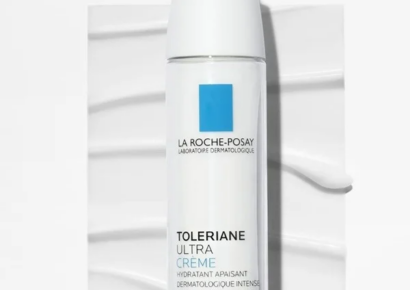 LA ROCHE-POSAY
LABORATOIRE DERMATOLOGIQUE
TOLERIANE
ULTRA
CRÈME
HYDRATANT APAISANT
DERMATOLOGIQUE INTENSE